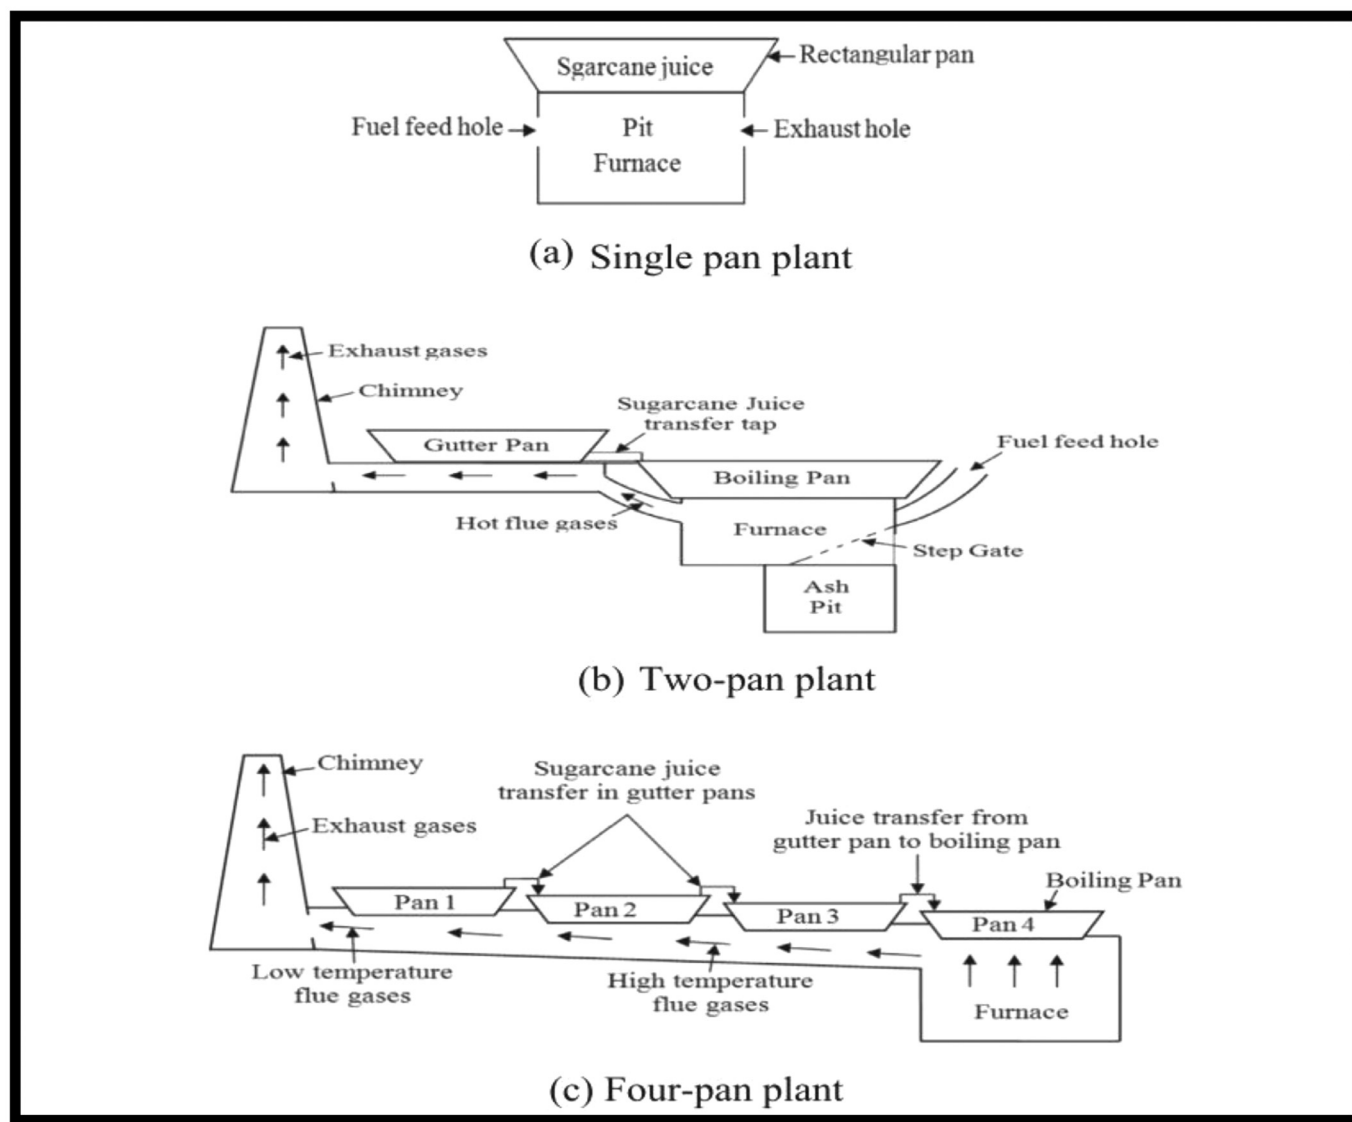 Sgarcane juice
Rectangular pan
Fuel feed hole
Pit
Furnace
Exhaust hole
(a) Single pan plant
Exhaust gases
Chimney
Sugarcane Juice
transfer tap
Gutter Pan
Fuel feed hole
Boiling Pan
Hot flue gases
Furnace
Step Gate
Ash
Pit
(b) Two-pan plant
Chimney
Sugarcane juice
transfer in gutter pans
Exhaust gases
Juice transfer from
gutter pan to boiling pan
Boiling Pan
Pan 1
Pan 2
Pan 3
Pan 4
Low temperature
flue gases
High temperature
flue gases
Furnace
(c) Four-pan plant